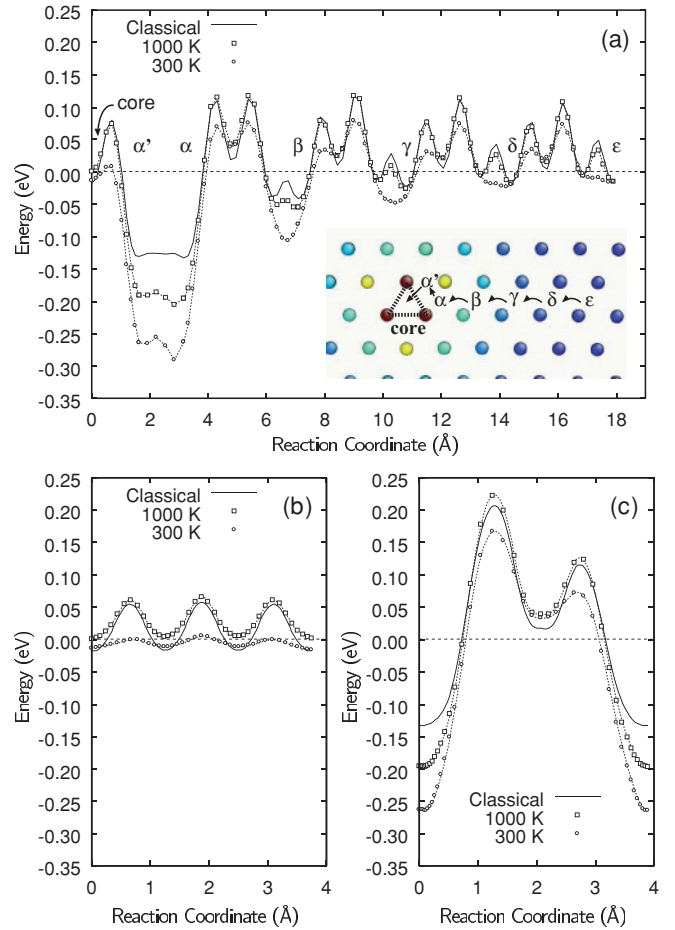 0.25
0.20
0.15
0.10
0.05
0.00
-0.05
-0.10
-0.15
-0.20
-0.25
-0.30
-0.35
Energy (eV)
Classical
1000 K
300 K
(a)
core
α' α β γ δ ε
α'
α β γ δ ε
core
0 2 4 6 8 10 12 14 16 18
Reaction Coordinate (Å)
0.25
0.20
0.15
0.10
0.05
0.00
-0.05
-0.10
-0.15
-0.20
-0.25
-0.30
-0.35
Energy (eV)
Classical
1000 K
300 K
(b)
0 1 2 3 4
Reaction Coordinate (Å)
0.25
0.20
0.15
0.10
0.05
0.00
-0.05
-0.10
-0.15
-0.20
-0.25
-0.30
-0.35
Energy (eV)
(c)
Classical
1000 K
300 K
0 1 2 3 4
Reaction Coordinate (Å)